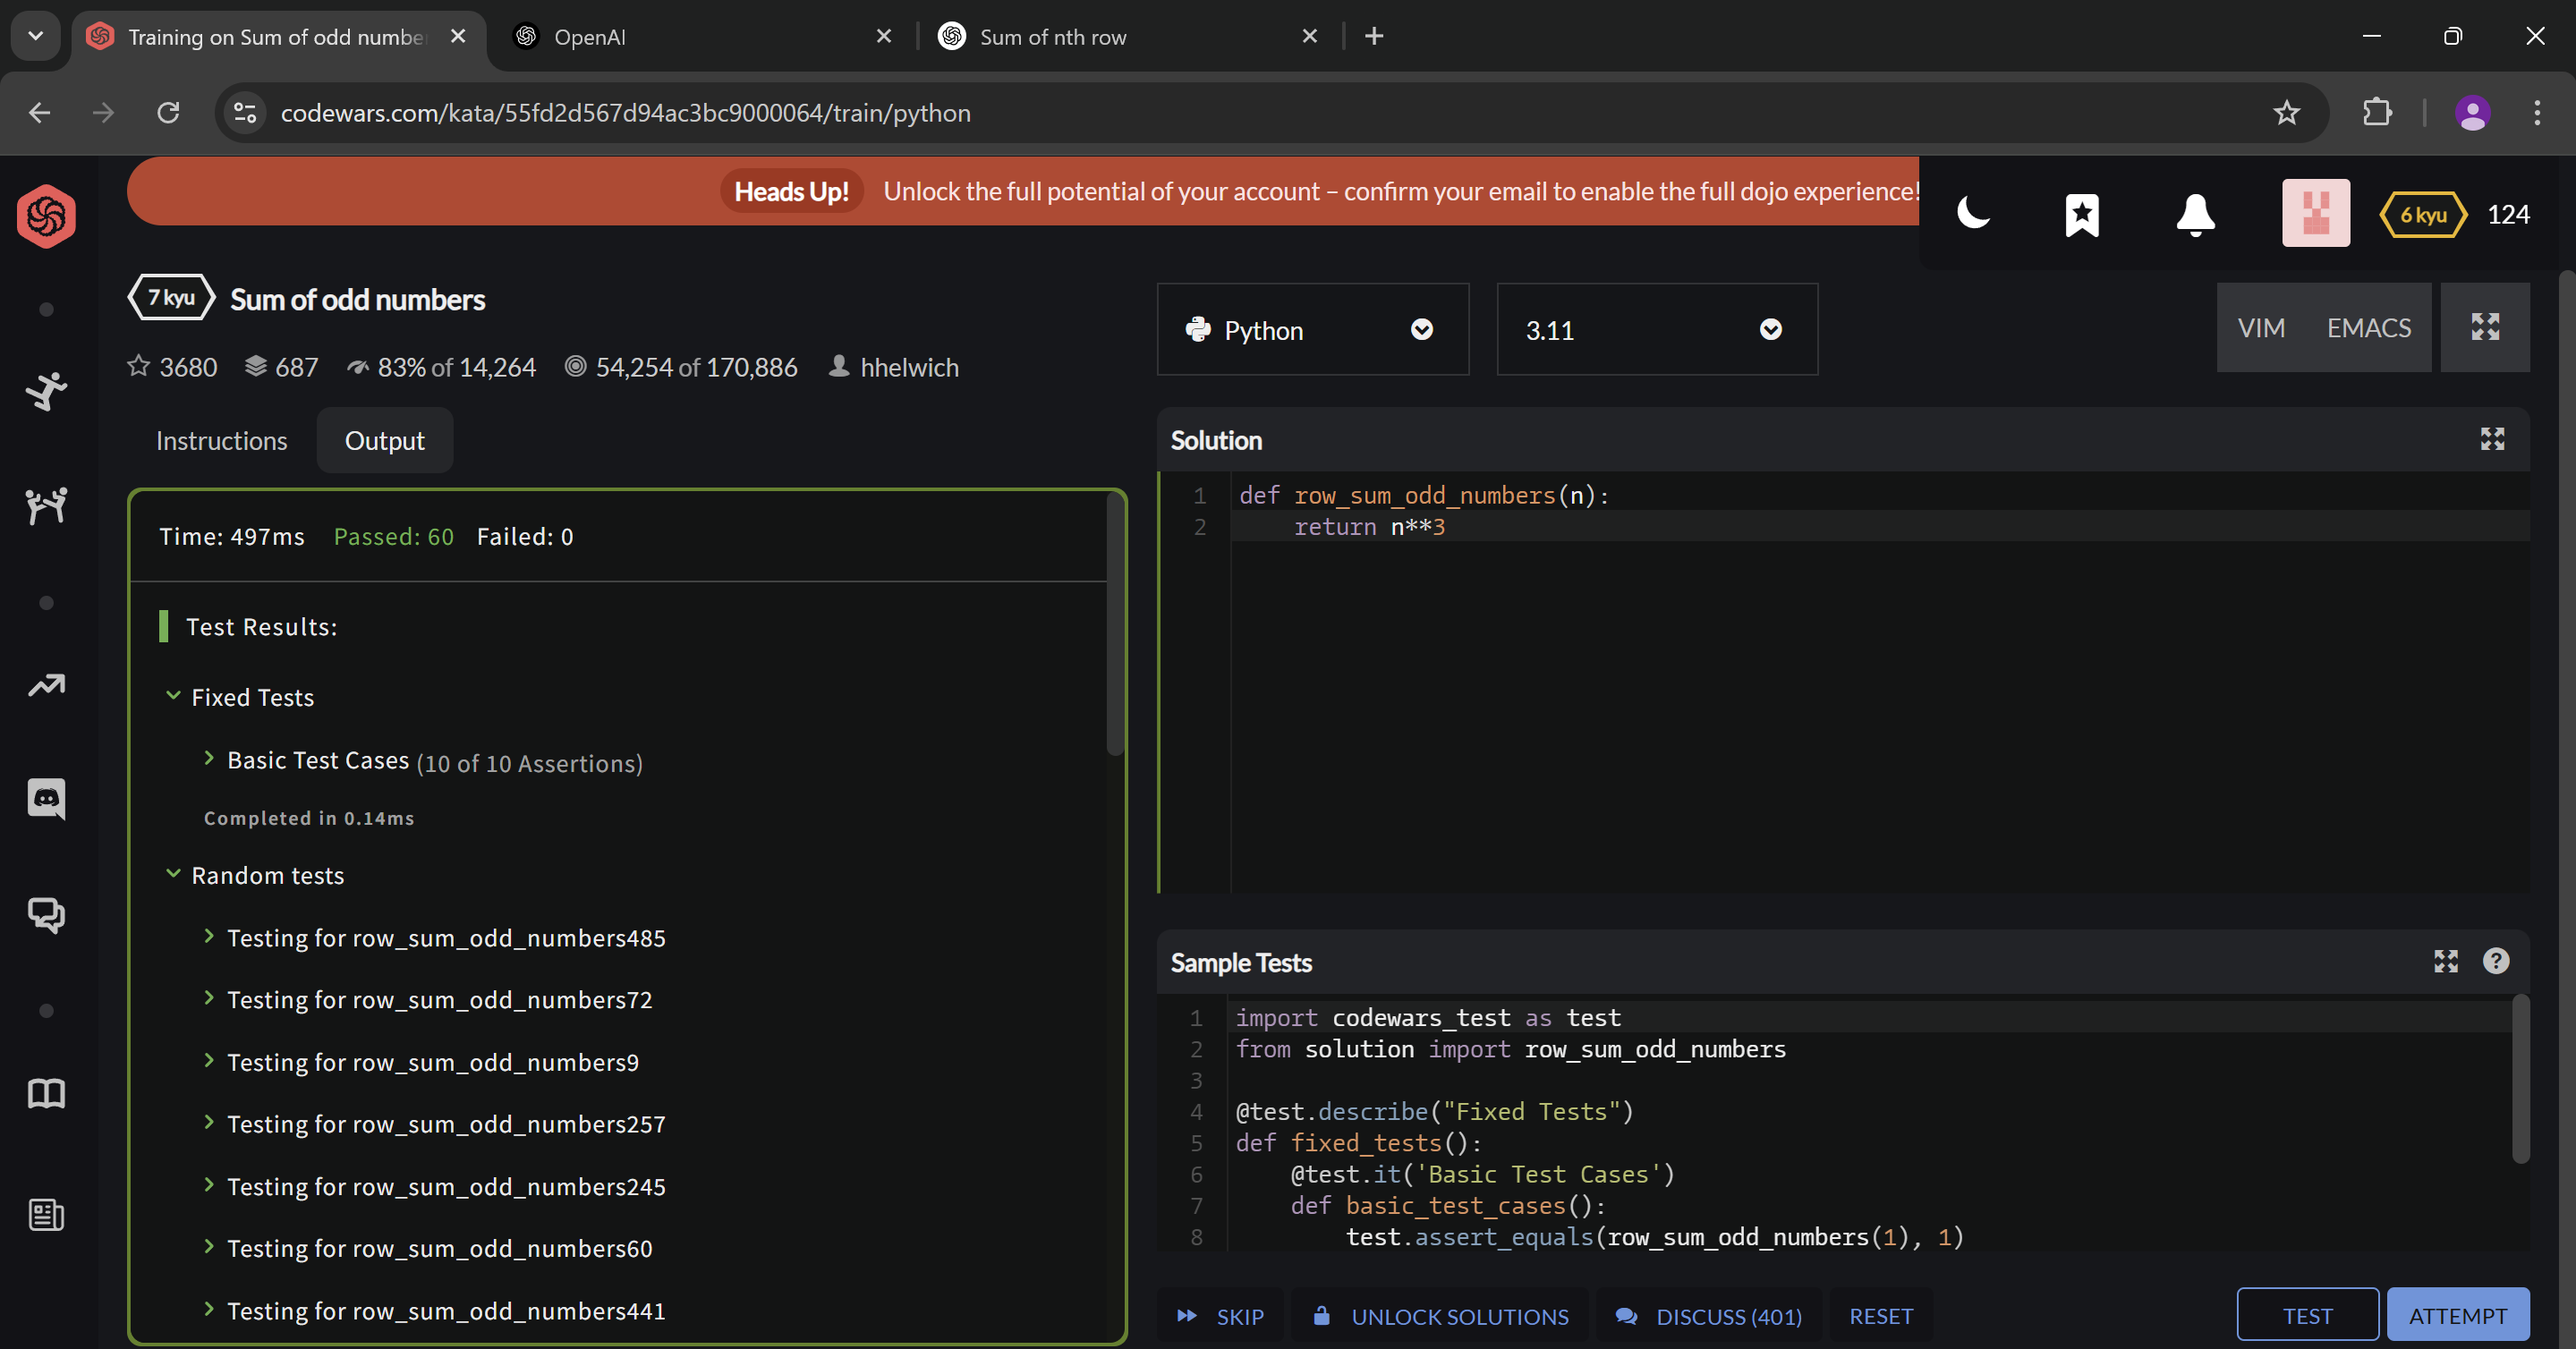 Training on Sum of odd numbe
OpenAI
Sum of nth row
codewars.com/kata/55fd2d567d94ac3bc9000064/train/python
Heads Up! Unlock the full potential of your account – confirm your email to enable the full dojo experience!
6 kyu 124
7 kyu Sum of odd numbers
3680 687 83% of 14,264 54,254 of 170,886 hhelwich
Instructions Output
Time: 497ms Passed: 60 Failed: 0
Test Results:
Fixed Tests
Basic Test Cases (10 of 10 Assertions)
Completed in 0.14ms
Random tests
Testing for row_sum_odd_numbers485
Testing for row_sum_odd_numbers72
Testing for row_sum_odd_numbers9
Testing for row_sum_odd_numbers257
Testing for row_sum_odd_numbers245
Testing for row_sum_odd_numbers60
Testing for row_sum_odd_numbers441
Python 3.11 VIM EMACS
Solution
1 def row_sum_odd_numbers(n):
2     return n**3
Sample Tests
1 import codewars_test as test
2 from solution import row_sum_odd_numbers
3
4 @test.describe("Fixed Tests")
5 def fixed_tests():
6     @test.it('Basic Test Cases')
7     def basic_test_cases():
8         test.assert_equals(row_sum_odd_numbers(1), 1)
SKIP UNLOCK SOLUTIONS DISCUSS (401) RESET TEST ATTEMPT